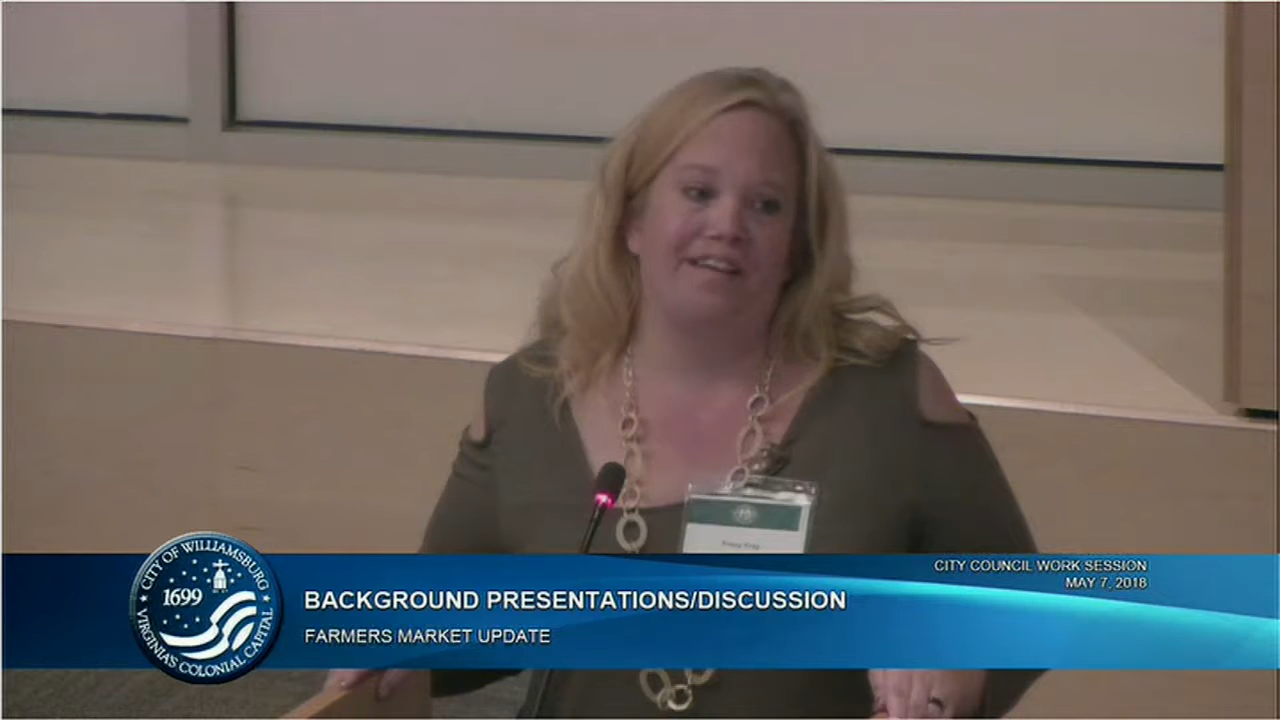 CITY COUNCIL WORK SESSION
MAY 7, 2018
BACKGROUND PRESENTATIONS/DISCUSSION
FARMERS MARKET UPDATE
CITY OF WILLIAMSBURG
1699
VIRGINIA'S COLONIAL CAPITAL